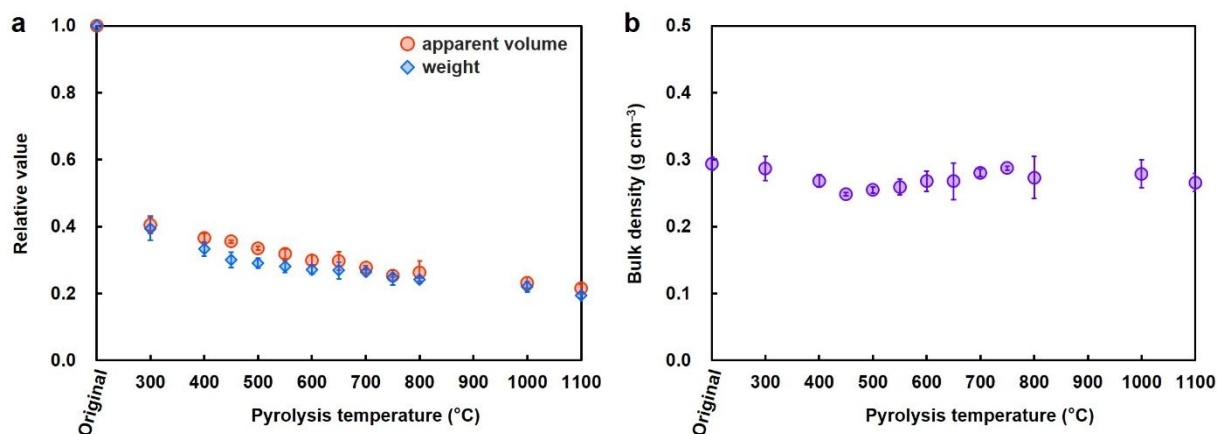 a
1.0
0.8
0.6
0.4
0.2
0.0
Relative value
apparent volume
weight
Original
300 400 500 600 700 800 900 1000 1100
Pyrolysis temperature (°C)
b
0.5
0.4
0.3
0.2
0.1
0.0
Bulk density (g cm⁻³)
Original
300 400 500 600 700 800 900 1000 1100
Pyrolysis temperature (°C)